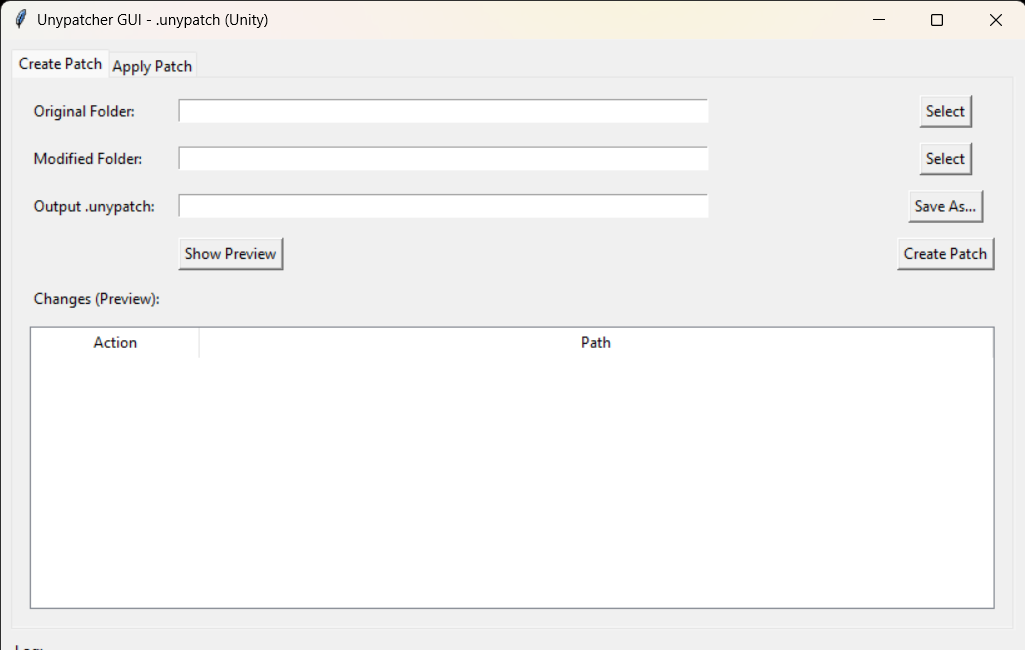 Unypatcher GUI - .unypatch (Unity)
Create Patch Apply Patch
Original Folder: Select
Modified Folder: Select
Output .unypatch: Save As...
Show Preview Create Patch
Changes (Preview):
Action Path